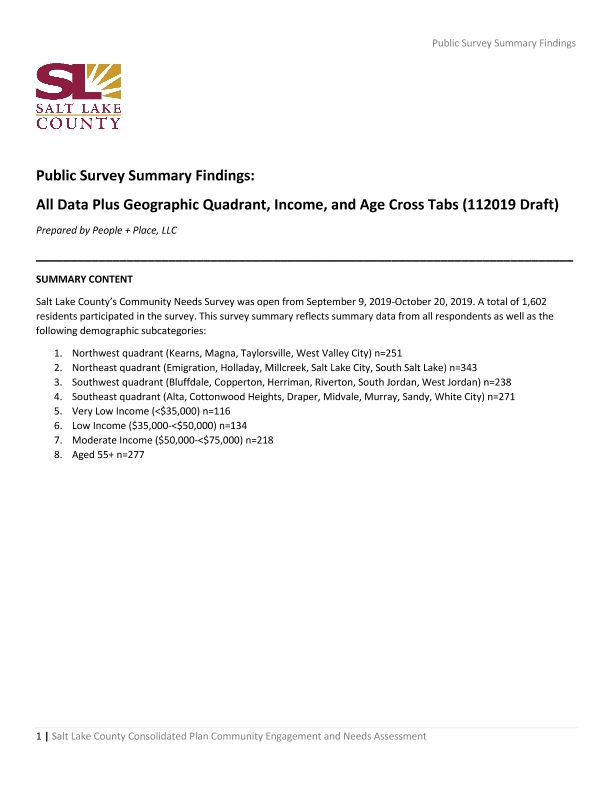 Public Survey Summary Findings
SL
SALT LAKE
COUNTY
Public Survey Summary Findings:
All Data Plus Geographic Quadrant, Income, and Age Cross Tabs (112019 Draft)
Prepared by People + Place, LLC
SUMMARY CONTENT
Salt Lake County's Community Needs Survey was open from September 9, 2019-October 20, 2019. A total of 1,602
residents participated in the survey. This survey summary reflects summary data from all respondents as well as the
following demographic subcategories:
1. Northwest quadrant (Kearns, Magna, Taylorsville, West Valley City) n=251
2. Northeast quadrant (Emigration, Holladay, Millcreek, Salt Lake City, South Salt Lake) n=343
3. Southwest quadrant (Bluffdale, Copperton, Herriman, Riverton, South Jordan, West Jordan) n=238
4. Southeast quadrant (Alta, Cottonwood Heights, Draper, Midvale, Murray, Sandy, White City) n=271
5. Very Low Income (<$35,000) n=116
6. Low Income ($35,000-<$50,000) n=134
7. Moderate Income ($50,000-<$75,000) n=218
8. Aged 55+ n=277
1 | Salt Lake County Consolidated Plan Community Engagement and Needs Assessment